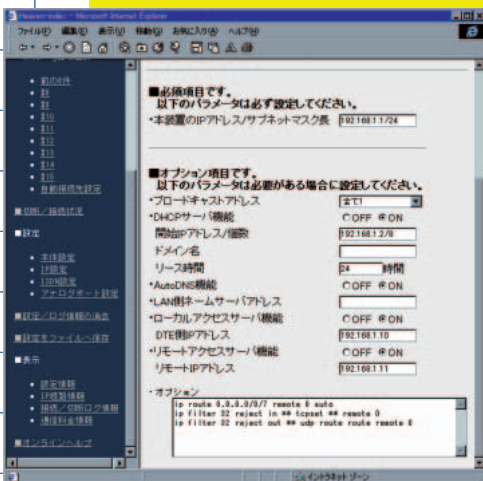 Heaven-index - Microsoft Internet Explorer
ファイル(F) 編集(E) 表示(V) 移動(G) お気に入り(A) ヘルプ(H)
前の8件
#8
#9
#10
#11
#12
#13
#14
#15
自動接続先設定
■切断/接続状況
■設定
本体設定
IP設定
ISDN設定
アナログポート設定
■設定/ログ情報の消去
■設定をファイルへ保存
■表示
設定情報
IP経路情報
接続/切断ログ情報
通信料金情報
■オンラインヘルプ
■必須項目です。
以下のパラメータは必ず設定してください。
・本装置のIPアドレス/サブネットマスク長 192.168.1.1/24
■オプション項目です。
以下のパラメータは必要がある場合に設定してください。
・ブロードキャストアドレス 全て1
・DHCPサーバ機能 OFF ON
開始IPアドレス/個数 192.168.1.2/8
ドメイン名
リース時間 24 時間
・AutoDNS機能 OFF ON
・LAN側ネームサーバアドレス
・ローカルアクセスサーバ機能 OFF ON
DTE側IPアドレス 192.168.1.10
・リモートアクセスサーバ機能 OFF ON
リモートIPアドレス 192.168.1.11
・オプション
ip route 0.0.0.0/0/7 remote 0 auto
ip filter 32 reject in ** tcpset ** remote 0
ip filter 32 reject out ** udp route route remote 0
イントラネット ゾーン